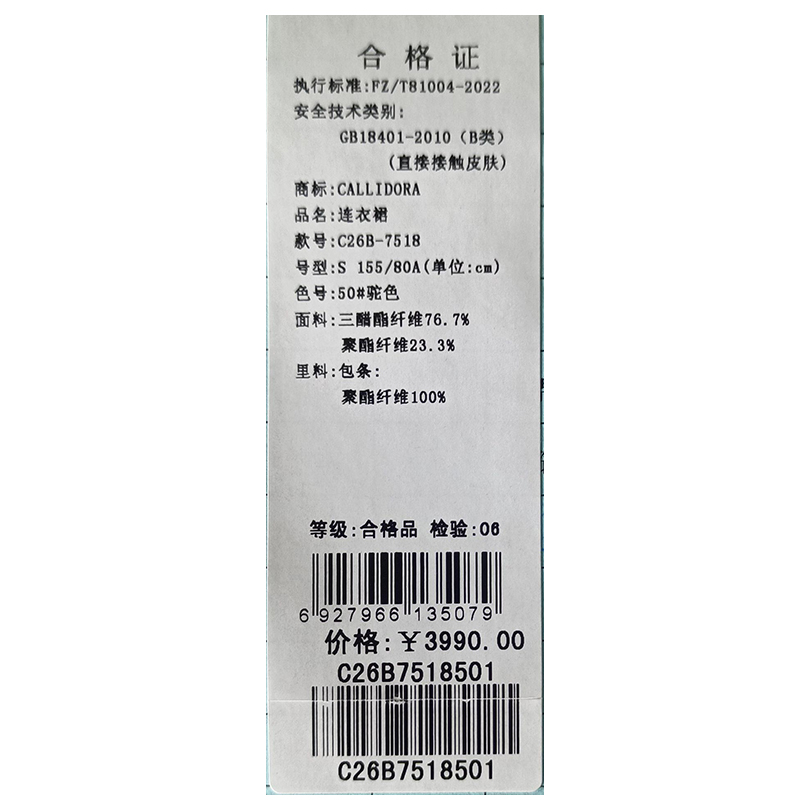 合格证
执行标准:FZ/T81004-2022
安全技术类别:
GB18401-2010（B类）
(直接接触皮肤)
商标:CALLIDORA
品名:连衣裙
款号:C26B-7518
号型:S 155/80A(单位:cm)
色号:50#驼色
面料:三醋酯纤维76.7%
聚酯纤维23.3%
里料:包条:
聚酯纤维100%
等级:合格品 检验:06
6 927966 135079
价格:￥3990.00
C26B7518501
C26B7518501